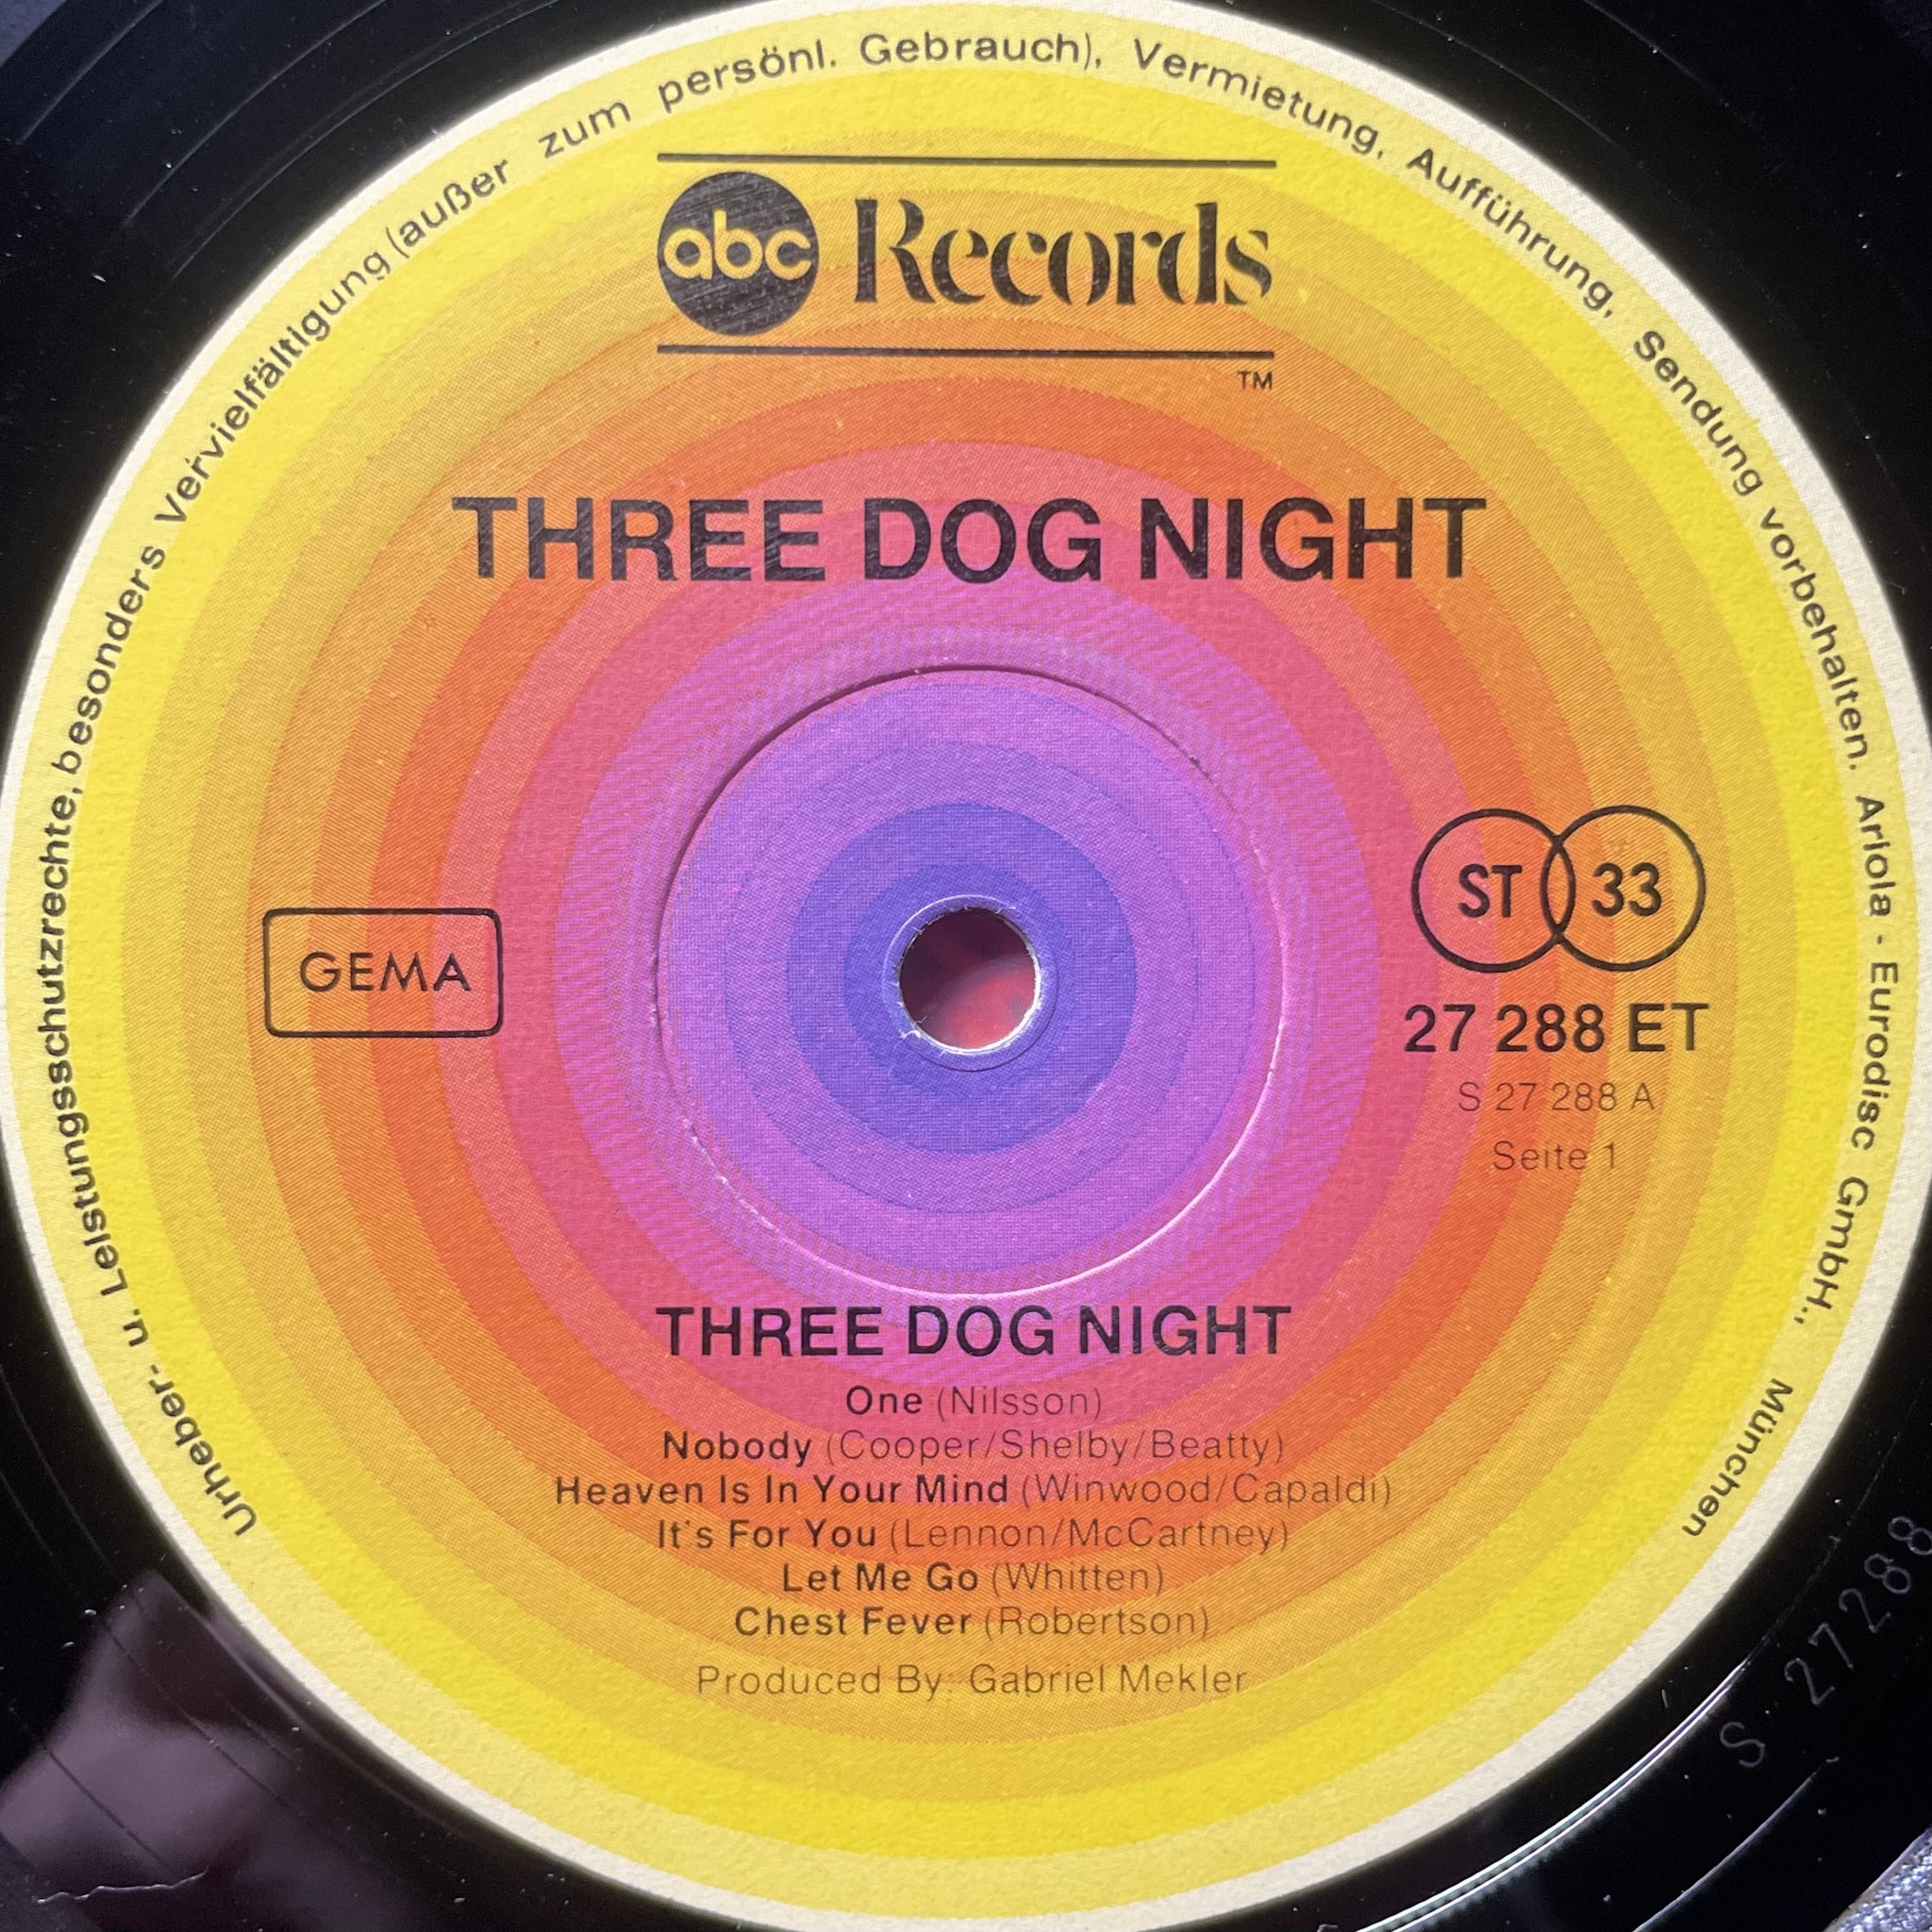 Urheber- u. Leistungsschutzrechte, besonders Vervielfältigung (außer zum persönl. Gebrauch), Vermietung, Aufführung, Sendung vorbehalten. Ariola - Eurodisc GmbH., München
abc Records
TM
THREE DOG NIGHT
GEMA
ST 33
27 288 ET
S 27 288 A
Seite 1
THREE DOG NIGHT
One (Nilsson)
Nobody (Cooper/Shelby/Beatty)
Heaven Is In Your Mind (Winwood/Capaldi)
It's For You (Lennon/McCartney)
Let Me Go (Whitten)
Chest Fever (Robertson)
Produced By: Gabriel Mekler
S 27288